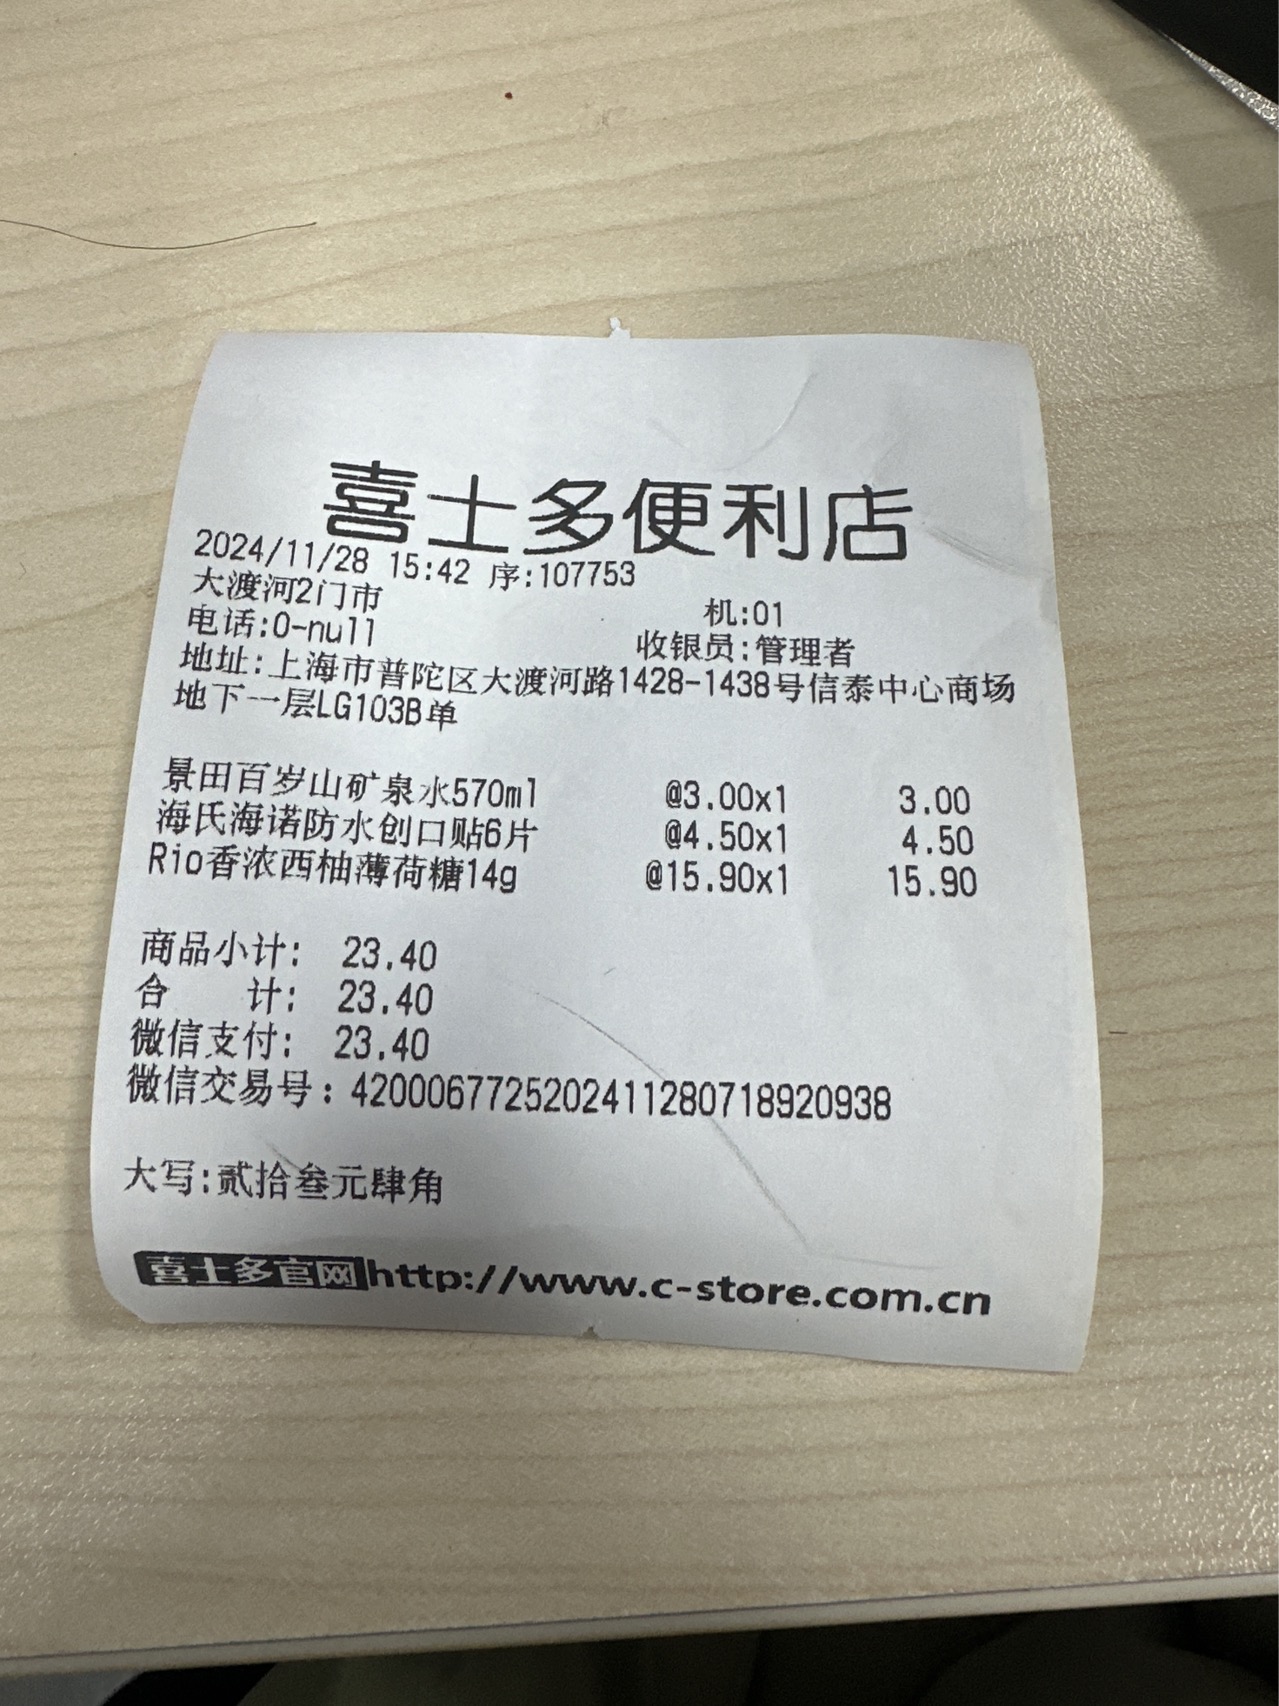 喜士多便利店
2024/11/28 15:42 序:107753
大渡河2门市 机:01
电话:0-null 收银员:管理者
地址:上海市普陀区大渡河路1428-1438号信泰中心商场
地下一层LG103B单
景田百岁山矿泉水570ml @3.00x1 3.00
海氏海诺防水创口贴6片 @4.50x1 4.50
Rio香浓西柚薄荷糖14g @15.90x1 15.90
商品小计: 23.40
合 计: 23.40
微信支付: 23.40
微信交易号：4200067725202411280718920938
大写:贰拾叁元肆角
喜士多官网http://www.c-store.com.cn